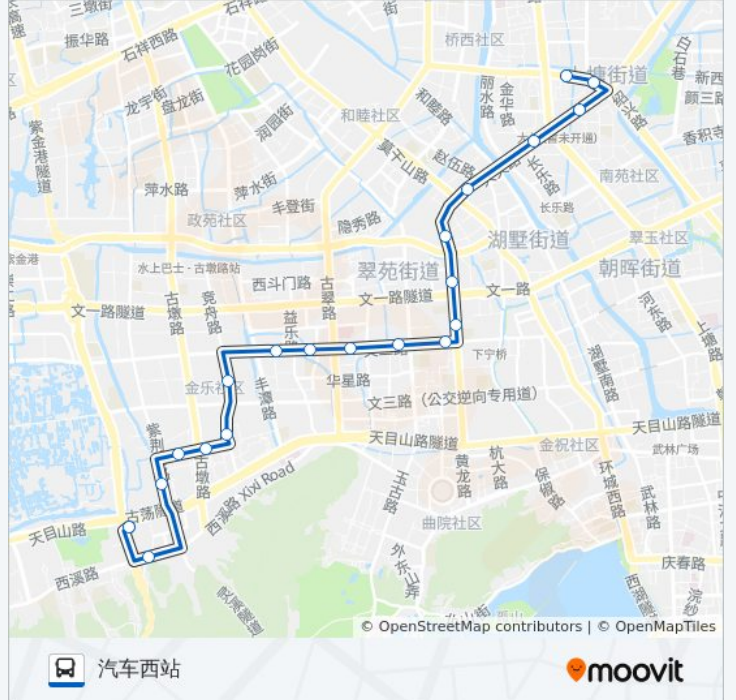 三墩街
石祥路
石祥西路
振华路
花园岗街
桥西社区
白石巷
新西
颜三路
街道
龙宇街
盘龙街
润园街
和睦社区
和睦路
丽水路
金华路
香积寺
紫金港隧道
莫干山路
赵伍路
长乐路
南苑社区
萍水路
萍水街
丰登街
政苑社区
隐秀路
长乐路
湖墅街道
翠玉社区
水上巴士 - 古墩路站
翠苑街道
朝晖街道
西斗门路
古翠路
文一路隧道
文一路
文一路隧道
古墩路
竞舟路
益乐
河东路
上塘路
下宁桥
湖墅南路
金乐社区
丰潭路
华星路
文三路（公交逆向专用道）
天目山路隧道
天目山路隧道
金祝社区
武林广场
古墩路
西溪路 Xixi Road
玉古路
黄龙路
杭大路
保俶路
环城西路
武林路
曲院社区
天目山路
西溪路
外东山弄
庆春路
西湖隧
浣纱
© OpenStreetMap contributors | © OpenMapTiles
汽车西站
moovit